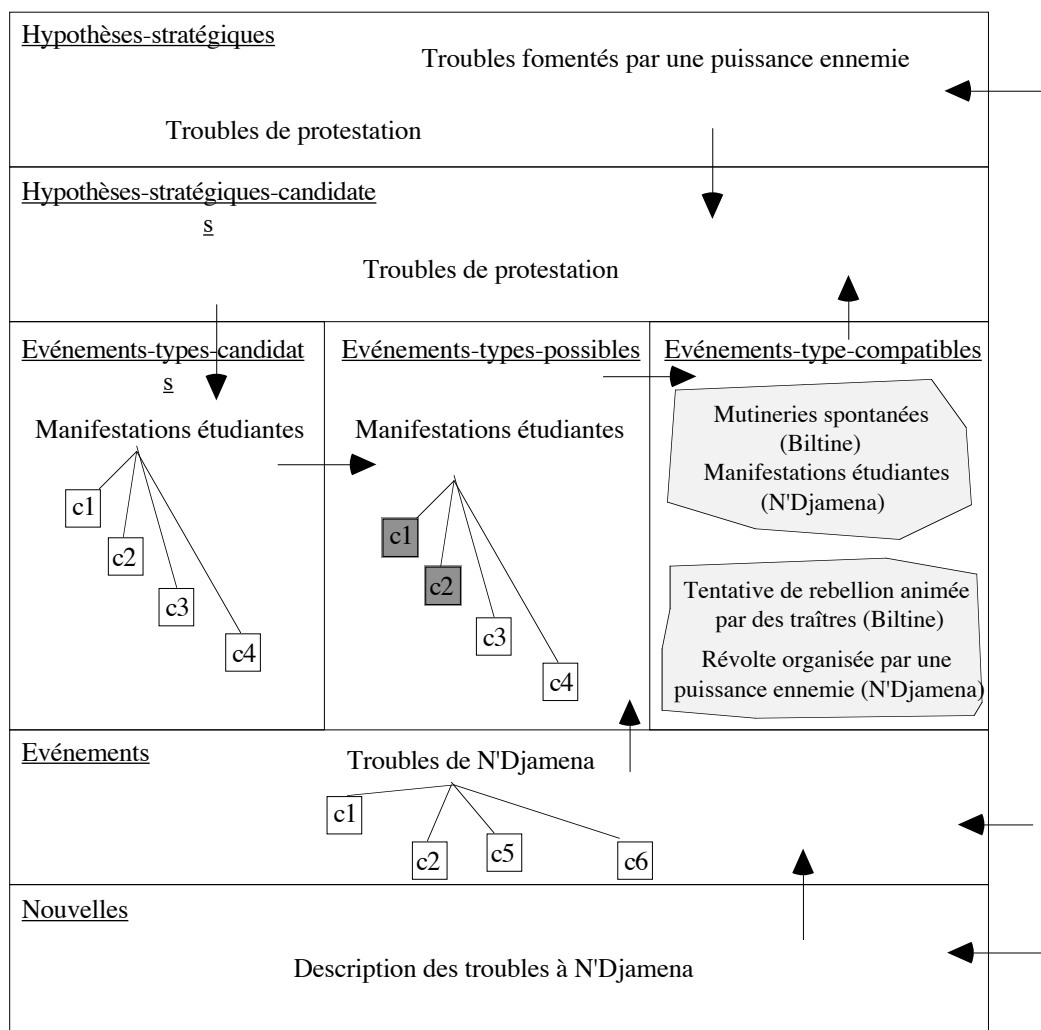 Hypothèses-stratégiques
Troubles fomentés par une puissance ennemie
Troubles de protestation
Hypothèses-stratégiques-candidate
s
Troubles de protestation
Evénements-types-candidat
s
Manifestations étudiantes
c1
c2
c3
c4
Evénements-types-possibles
Manifestations étudiantes
c1
c2
c3
c4
Evénements-type-compatibles
Mutineries spontanées
(Biltine)
Manifestations étudiantes
(N'Djamena)
Tentative de rebellion animée
par des traîtres (Biltine)
Révolte organisée par une
puissance ennemie (N'Djamena)
Evénements
Troubles de N'Djamena
c1
c2
c5
c6
Nouvelles
Description des troubles à N'Djamena